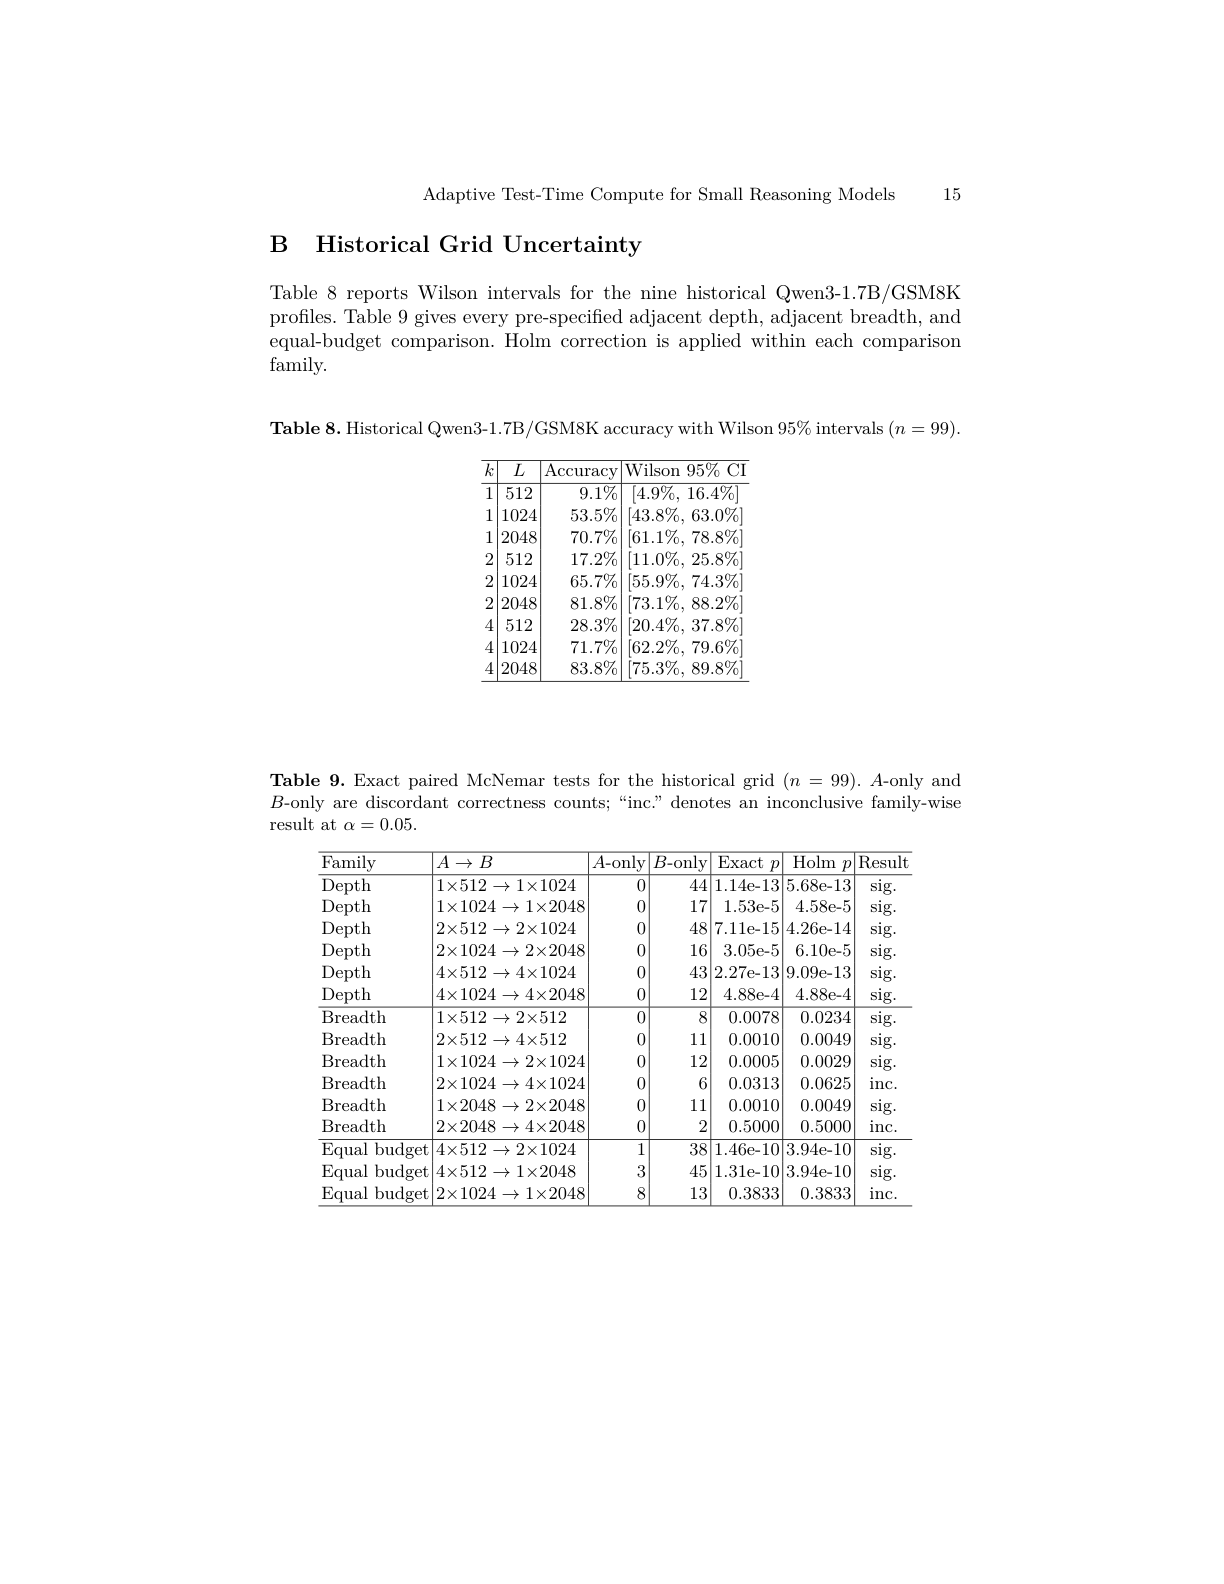 Adaptive Test-Time Compute for Small Reasoning Models 15
B Historical Grid Uncertainty
Table 8 reports Wilson intervals for the nine historical Qwen3-1.7B/GSM8K
profiles. Table 9 gives every pre-specified adjacent depth, adjacent breadth, and
equal-budget comparison. Holm correction is applied within each comparison
family.
Table 8. Historical Qwen3-1.7B/GSM8K accuracy with Wilson 95% intervals (n = 99).
k L Accuracy Wilson 95% CI
1 512 9.1% [4.9%, 16.4%]
1 1024 53.5% [43.8%, 63.0%]
1 2048 70.7% [61.1%, 78.8%]
2 512 17.2% [11.0%, 25.8%]
2 1024 65.7% [55.9%, 74.3%]
2 2048 81.8% [73.1%, 88.2%]
4 512 28.3% [20.4%, 37.8%]
4 1024 71.7% [62.2%, 79.6%]
4 2048 83.8% [75.3%, 89.8%]
Table 9. Exact paired McNemar tests for the historical grid (n = 99). A-only and
B-only are discordant correctness counts; “inc.” denotes an inconclusive family-wise
result at α = 0.05.
Family A → B A-only B-only Exact p Holm p Result
Depth 1×512 → 1×1024 0 44 1.14e-13 5.68e-13 sig.
Depth 1×1024 → 1×2048 0 17 1.53e-5 4.58e-5 sig.
Depth 2×512 → 2×1024 0 48 7.11e-15 4.26e-14 sig.
Depth 2×1024 → 2×2048 0 16 3.05e-5 6.10e-5 sig.
Depth 4×512 → 4×1024 0 43 2.27e-13 9.09e-13 sig.
Depth 4×1024 → 4×2048 0 12 4.88e-4 4.88e-4 sig.
Breadth 1×512 → 2×512 0 8 0.0078 0.0234 sig.
Breadth 2×512 → 4×512 0 11 0.0010 0.0049 sig.
Breadth 1×1024 → 2×1024 0 12 0.0005 0.0029 sig.
Breadth 2×1024 → 4×1024 0 6 0.0313 0.0625 inc.
Breadth 1×2048 → 2×2048 0 11 0.0010 0.0049 sig.
Breadth 2×2048 → 4×2048 0 2 0.5000 0.5000 inc.
Equal budget 4×512 → 2×1024 1 38 1.46e-10 3.94e-10 sig.
Equal budget 4×512 → 1×2048 3 45 1.31e-10 3.94e-10 sig.
Equal budget 2×1024 → 1×2048 8 13 0.3833 0.3833 inc.